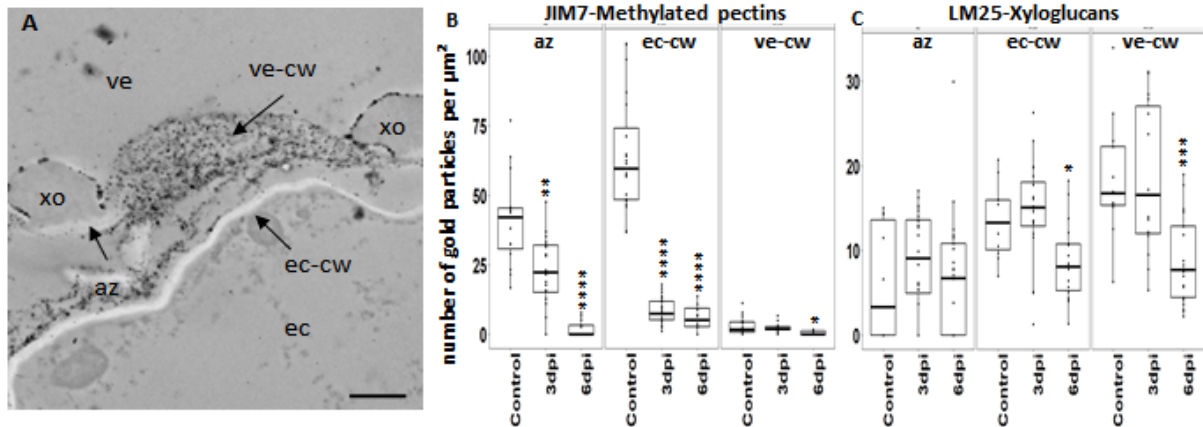 A
ve
ve-cw
xo
xo
az
ec-cw
ec
B
JIM7-Methylated pectins
az
ec-cw
ve-cw
number of gold particles per µm²
100
75
50
25
0
**
****
****
****
*
Control
3dpi
6dpi
Control
3dpi
6dpi
Control
3dpi
6dpi
C
LM25-Xyloglucans
az
ec-cw
ve-cw
30
20
10
0
*
***
Control
3dpi
6dpi
Control
3dpi
6dpi
Control
3dpi
6dpi